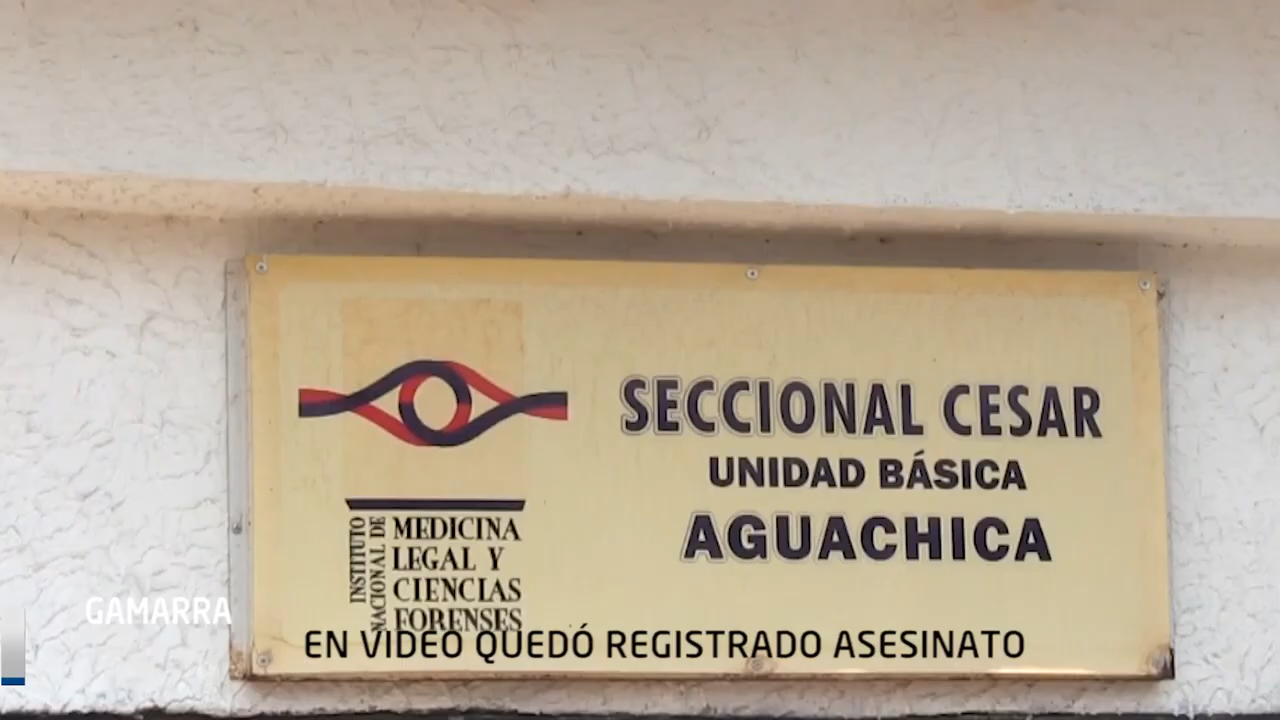 SECCIONAL CESAR
UNIDAD BÁSICA
AGUACHICA
INSTITUTO
NACIONAL DE
MEDICINA
LEGAL Y
CIENCIAS
FORENSES
GAMARRA
EN VIDEO QUEDÓ REGISTRADO ASESINATO